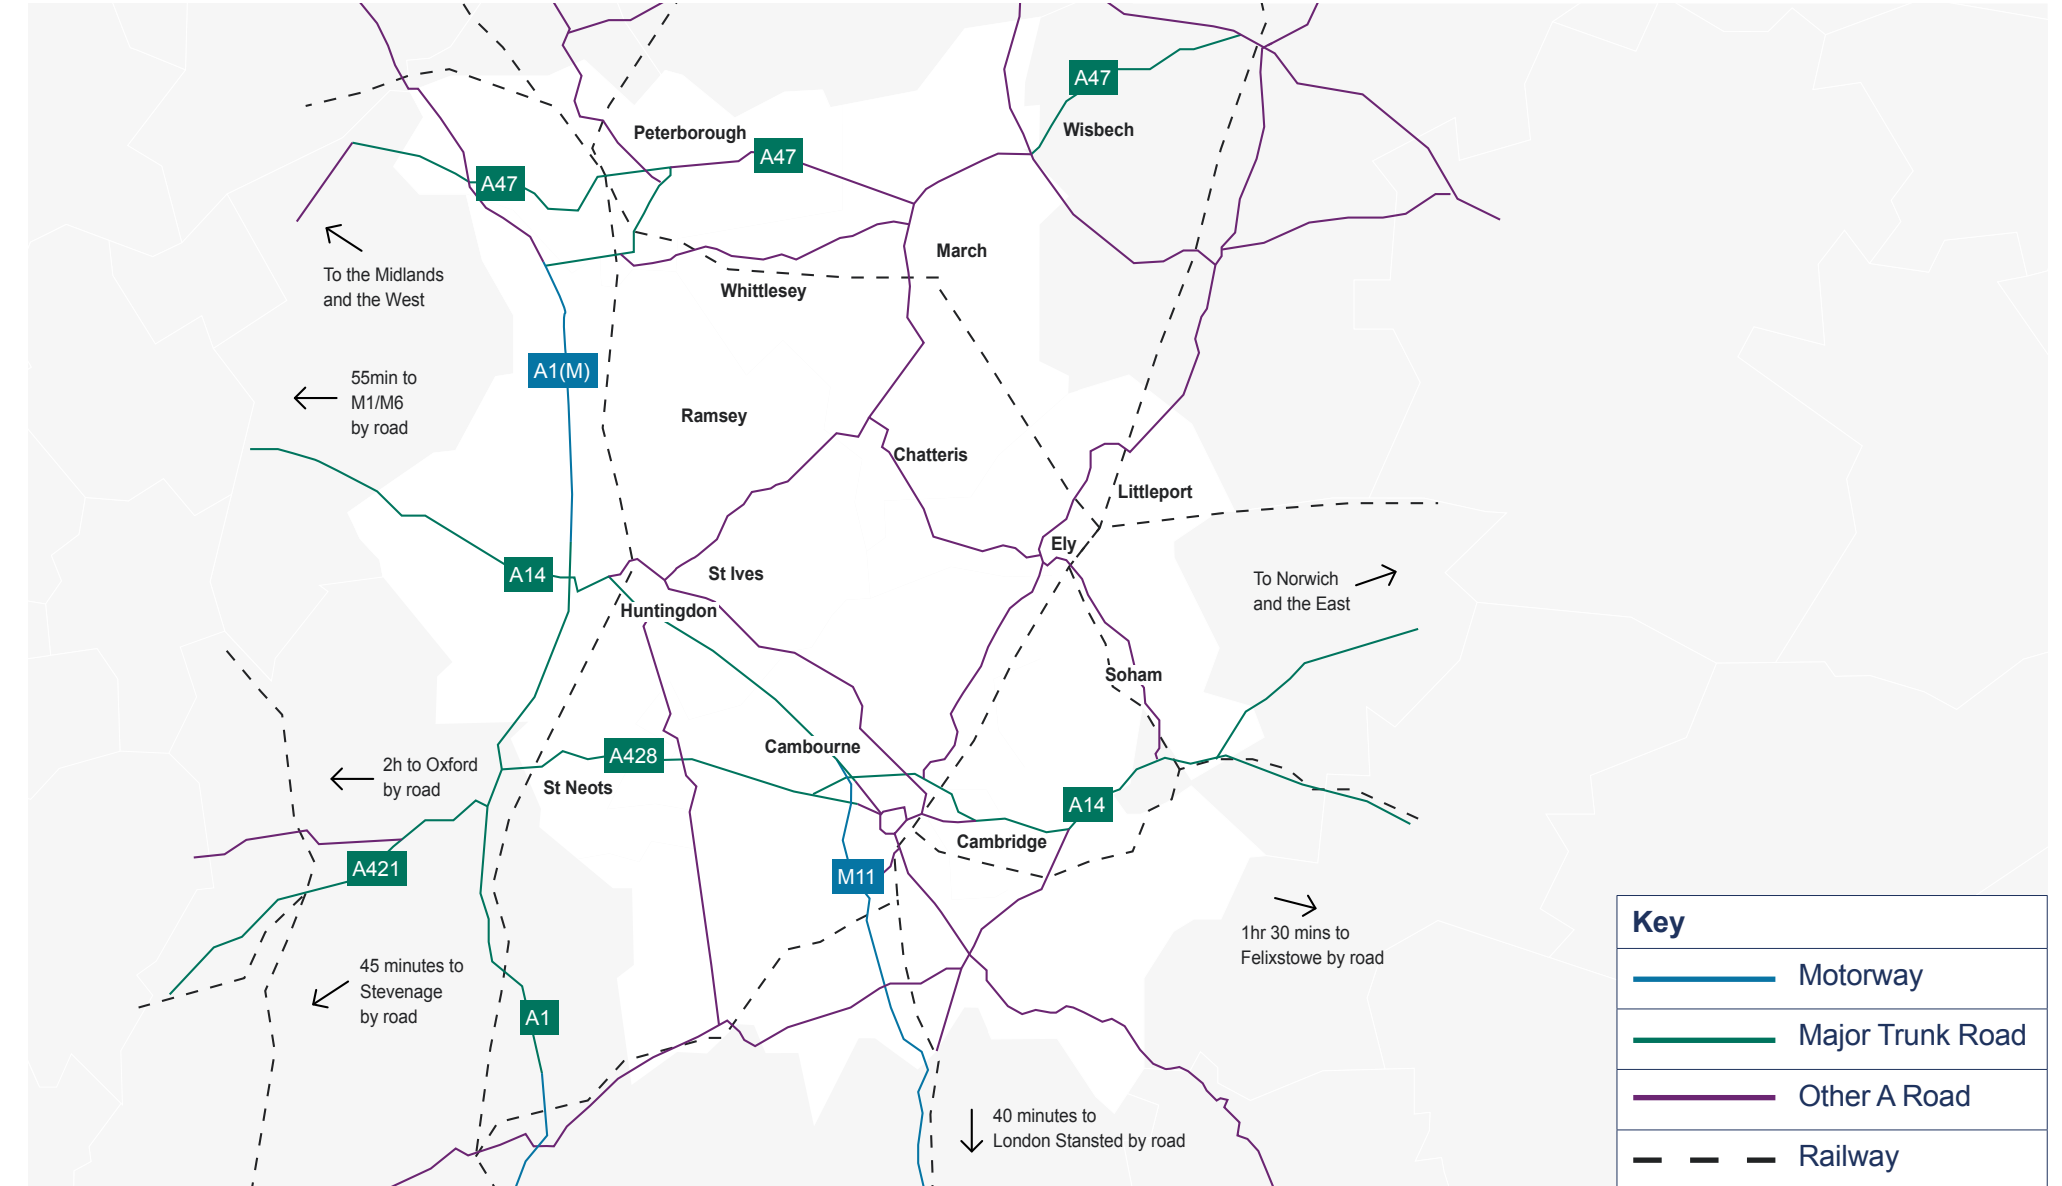 A47
Wisbech
Peterborough
A47
A47
March
To the Midlands
and the West
Whittlesey
A1(M)
55min to
M1/M6
by road
Ramsey
Chatteris
Littleport
Ely
A14
St Ives
To Norwich
and the East
Huntingdon
Soham
Cambourne
A428
2h to Oxford
by road
St Neots
A14
Cambridge
A421
M11
1hr 30 mins to
Felixstowe by road
45 minutes to
Stevenage
by road
A1
40 minutes to
London Stansted by road
Key
Motorway
Major Trunk Road
Other A Road
Railway